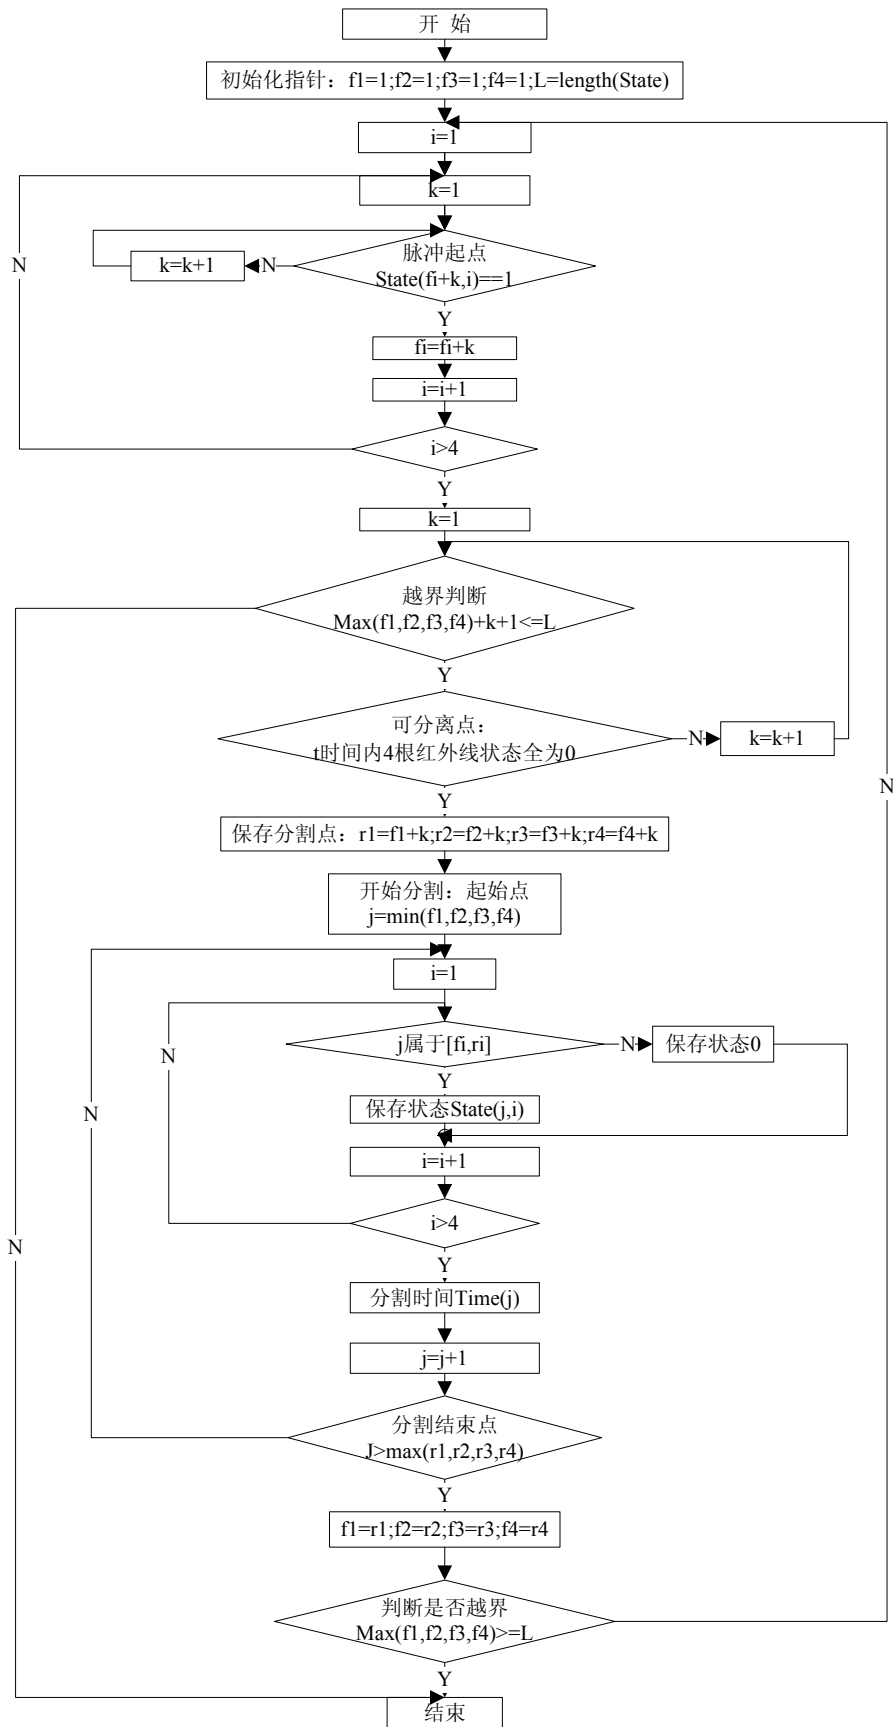 开 始
初始化指针：f1=1;f2=1;f3=1;f4=1;L=length(State)
i=1
k=1
脉冲起点
State(fi+k,i)==1
N
k=k+1
N
Y
fi=fi+k
i=i+1
i>4
Y
k=1
越界判断
Max(f1,f2,f3,f4)+k+1<=L
Y
可分离点：
t时间内4根红外线状态全为0
N
k=k+1
N
Y
保存分割点：r1=f1+k;r2=f2+k;r3=f3+k;r4=f4+k
开始分割：起始点
j=min(f1,f2,f3,f4)
i=1
j属于[fi,ri]
N
保存状态0
N
Y
N
保存状态State(j,i)
i=i+1
i>4
N
Y
分割时间Time(j)
j=j+1
分割结束点
J>max(r1,r2,r3,r4)
Y
f1=r1;f2=r2;f3=r3;f4=r4
判断是否越界
Max(f1,f2,f3,f4)>=L
Y
结束